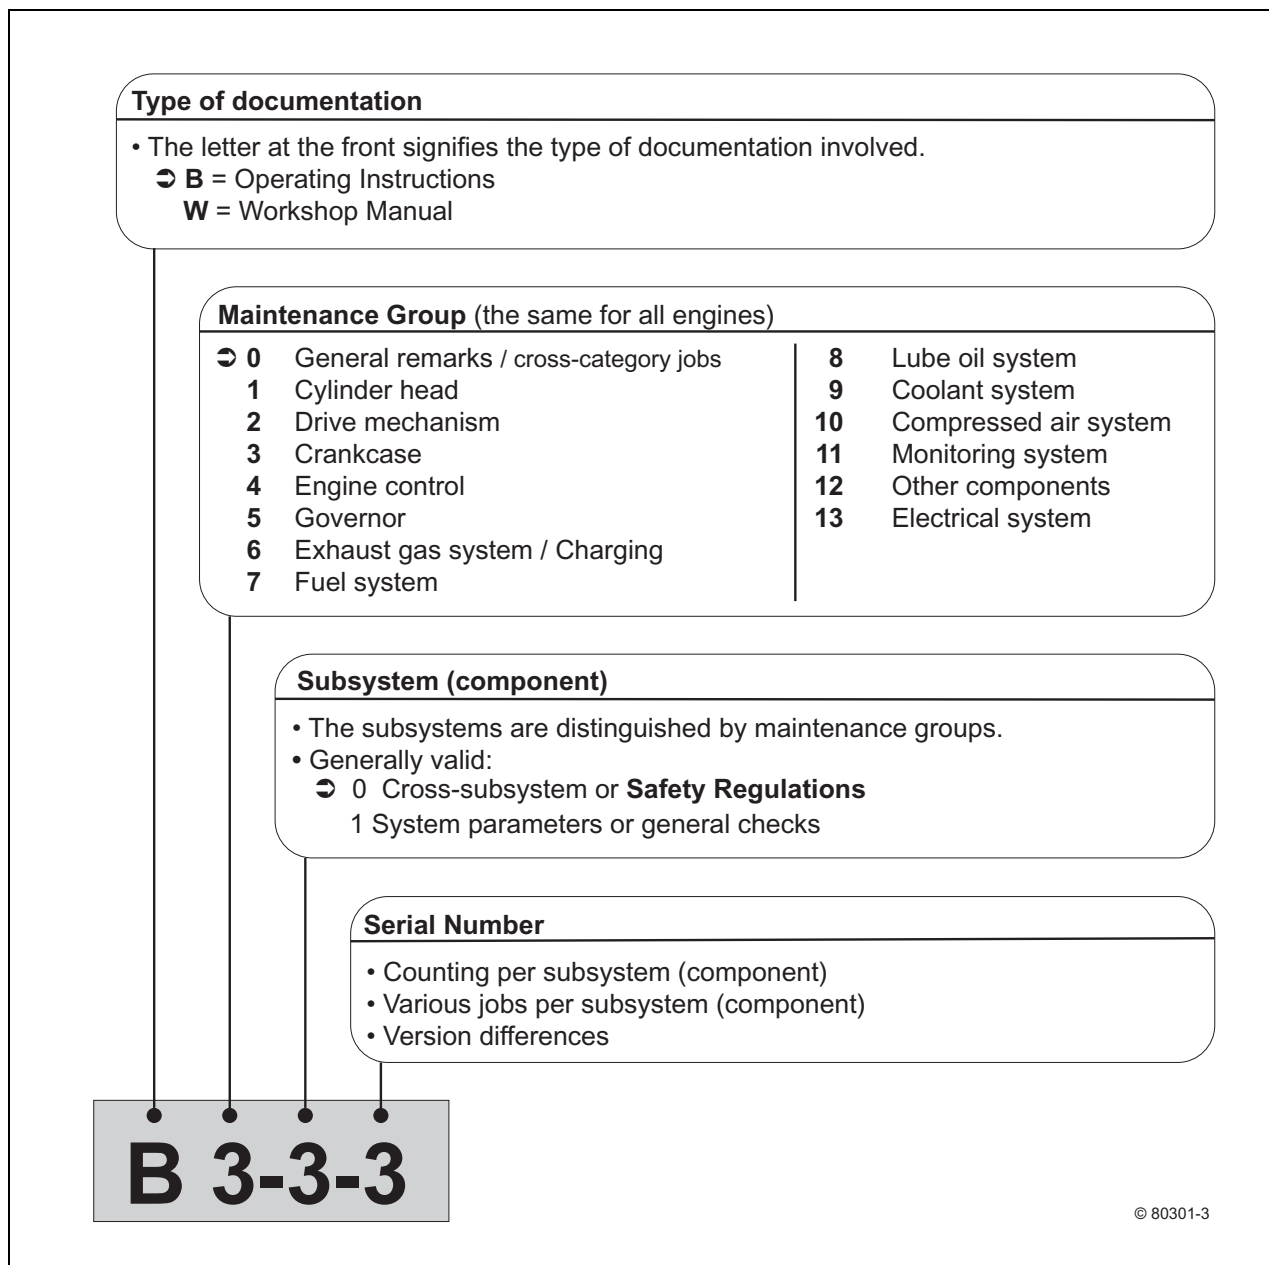 Type of documentation
• The letter at the front signifies the type of documentation involved.
➲ B = Operating Instructions
W = Workshop Manual
Maintenance Group (the same for all engines)
➲ 0 General remarks / cross-category jobs
1 Cylinder head
2 Drive mechanism
3 Crankcase
4 Engine control
5 Governor
6 Exhaust gas system / Charging
7 Fuel system
8 Lube oil system
9 Coolant system
10 Compressed air system
11 Monitoring system
12 Other components
13 Electrical system
Subsystem (component)
• The subsystems are distinguished by maintenance groups.
• Generally valid:
➲ 0 Cross-subsystem or Safety Regulations
1 System parameters or general checks
Serial Number
• Counting per subsystem (component)
• Various jobs per subsystem (component)
• Version differences
B 3-3-3
© 80301-3